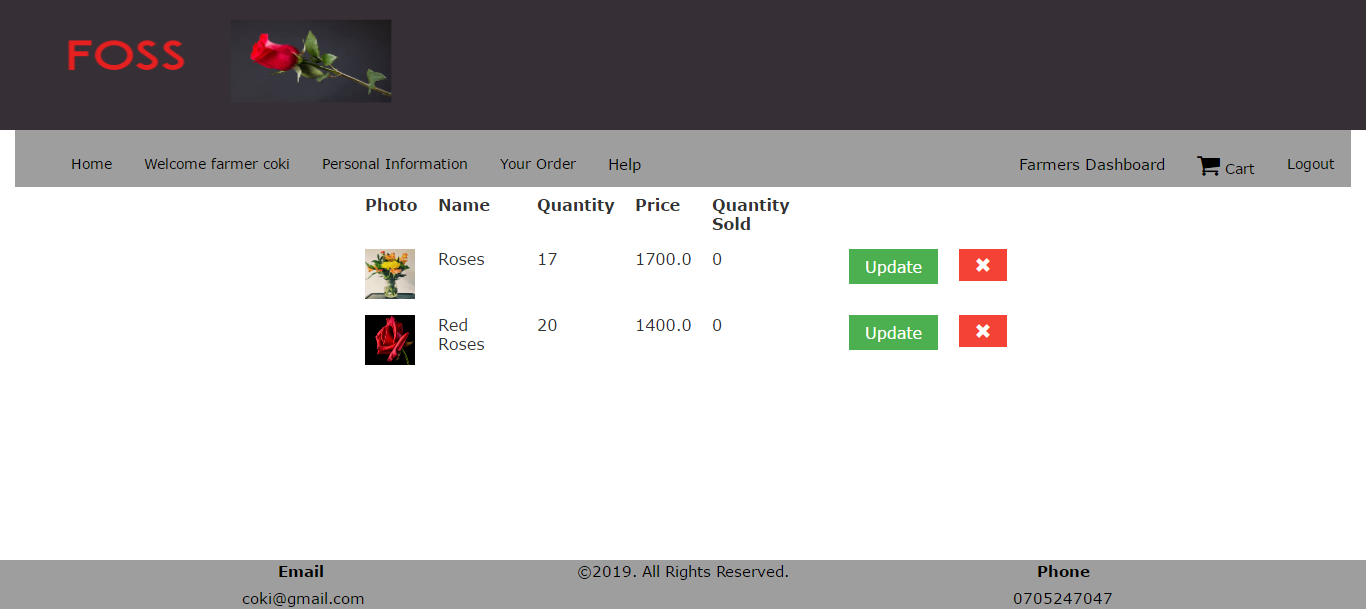 FOSS
Home Welcome farmer coki Personal Information Your Order Help Farmers Dashboard Cart Logout
Photo Name Quantity Price Quantity
Sold
Roses 17 1700.0 0 Update ✖
Red 20 1400.0 0 Update ✖
Roses
Email ©2019. All Rights Reserved. Phone
coki@gmail.com 0705247047